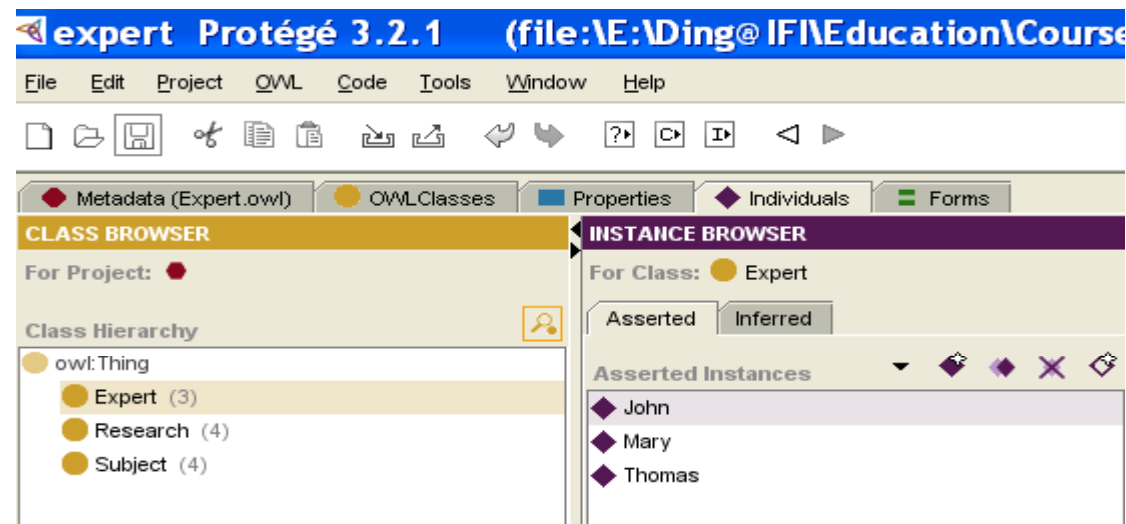 expert Protégé 3.2.1 (file:\E:\Ding@IFI\Education\Course
File Edit Project OWL Code Tools Window Help
Metadata (Expert.owl) OWLClasses Properties Individuals Forms
CLASS BROWSER
For Project:
Class Hierarchy
owl:Thing
Expert (3)
Research (4)
Subject (4)
INSTANCE BROWSER
For Class: Expert
Asserted Inferred
Asserted Instances
John
Mary
Thomas